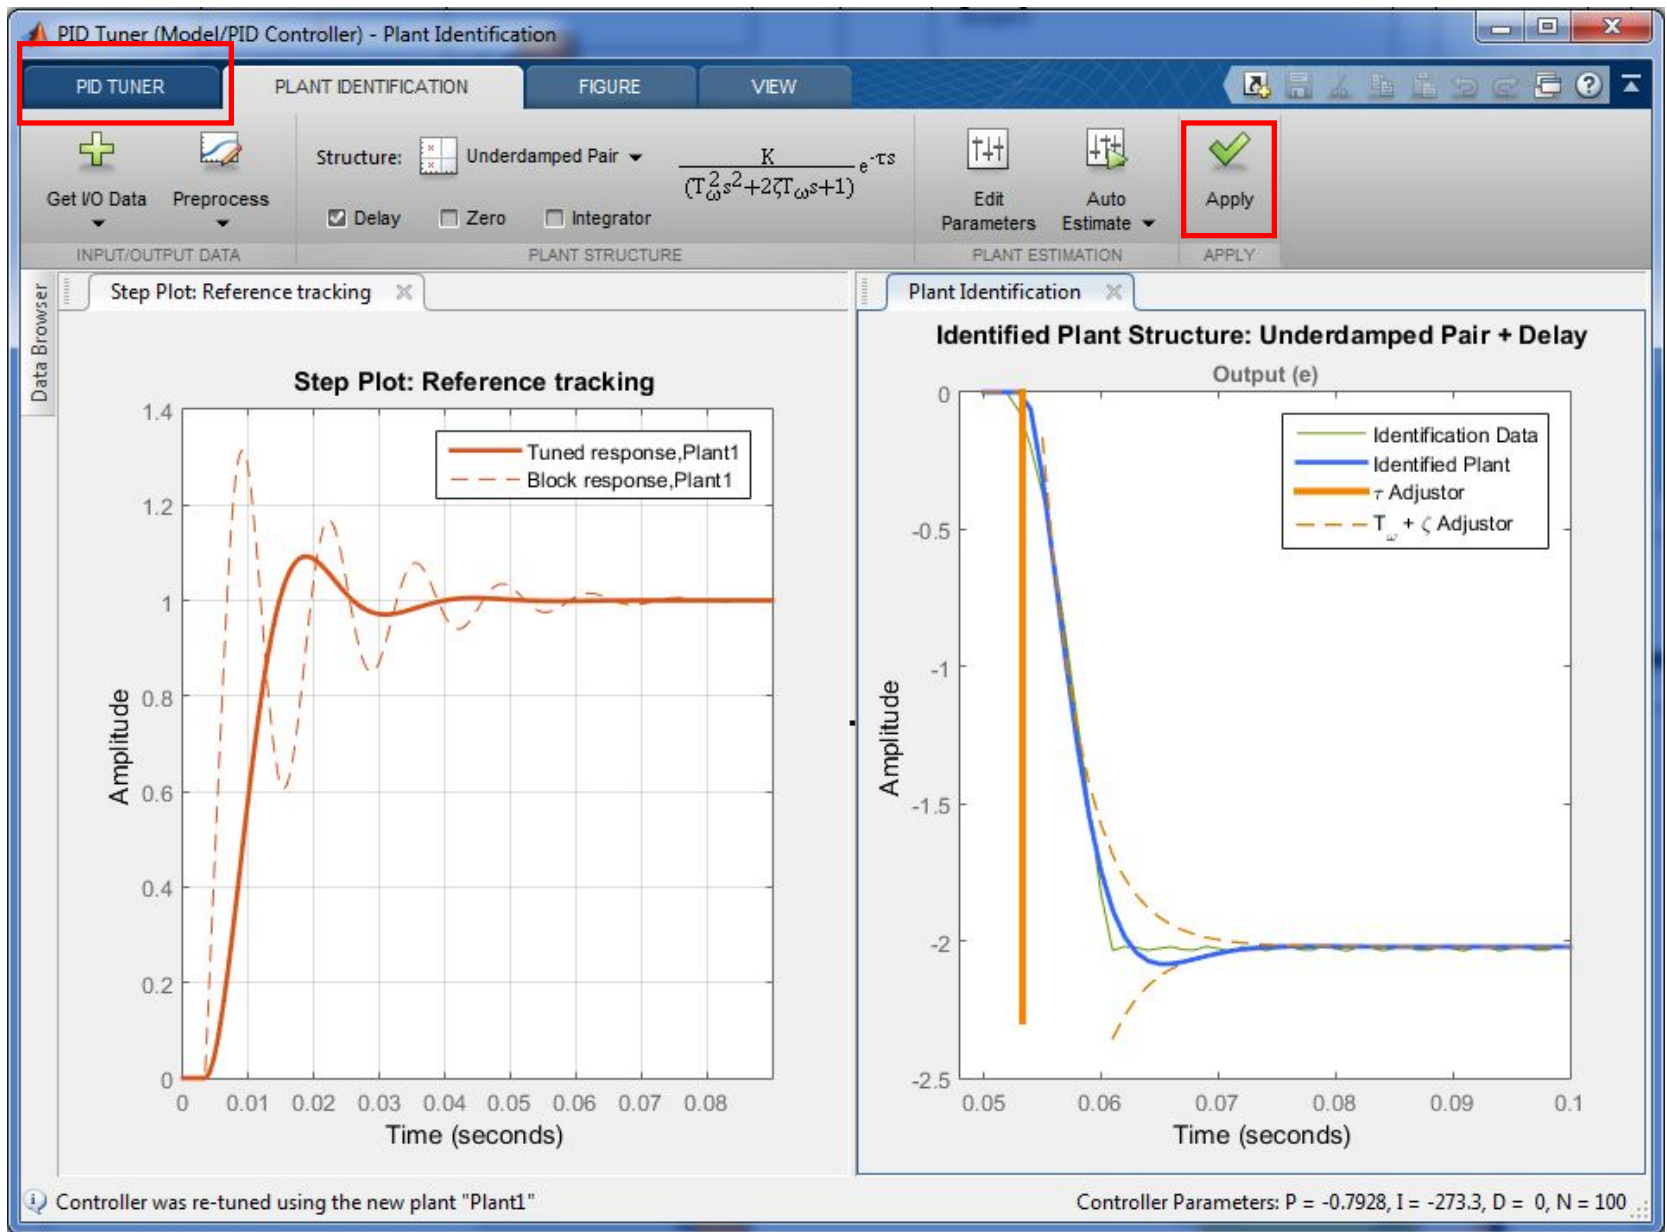 PID Tuner (Model/PID Controller) - Plant Identification
PID TUNER
PLANT IDENTIFICATION
FIGURE
VIEW
Get I/O Data
Preprocess
Structure:
Underdamped Pair
Delay
Zero
Integrator
K
(Tω²s²+2ζTωs+1)
e-τs
Edit
Parameters
Auto
Estimate
Apply
INPUT/OUTPUT DATA
PLANT STRUCTURE
PLANT ESTIMATION
APPLY
Data Browser
Step Plot: Reference tracking
Step Plot: Reference tracking
Tuned response,Plant1
Block response,Plant1
Amplitude
1.4
1.2
1
0.8
0.6
0.4
0.2
0
0 0.01 0.02 0.03 0.04 0.05 0.06 0.07 0.08
Time (seconds)
Plant Identification
Identified Plant Structure: Underdamped Pair + Delay
Output (e)
Identification Data
Identified Plant
τ Adjustor
Tω + ζ Adjustor
Amplitude
0
-0.5
-1
-1.5
-2
-2.5
0.05 0.06 0.07 0.08 0.09 0.1
Time (seconds)
Controller was re-tuned using the new plant "Plant1"
Controller Parameters: P = -0.7928, I = -273.3, D = 0, N = 100